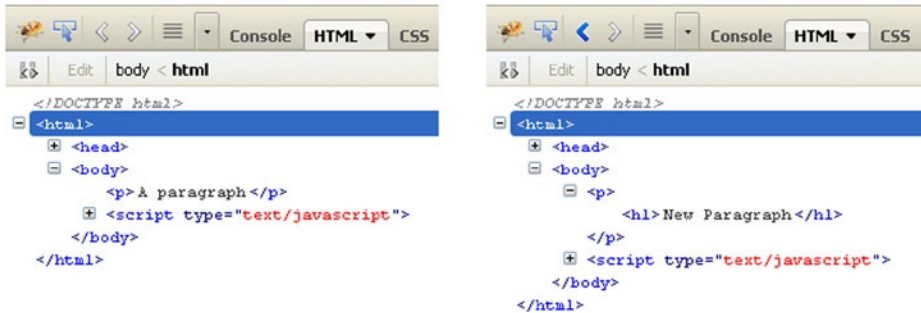 Console HTML ▾ CSS
Edit body < html
<!DOCTYPE html>
<html>
<head>
<body>
<p> A paragraph </p>
<script type="text/javascript">
</body>
</html>
Console HTML ▾ CSS
Edit body < html
<!DOCTYPE html>
<html>
<head>
<body>
<p>
<h1> New Paragraph </h1>
</p>
<script type="text/javascript">
</body>
</html>